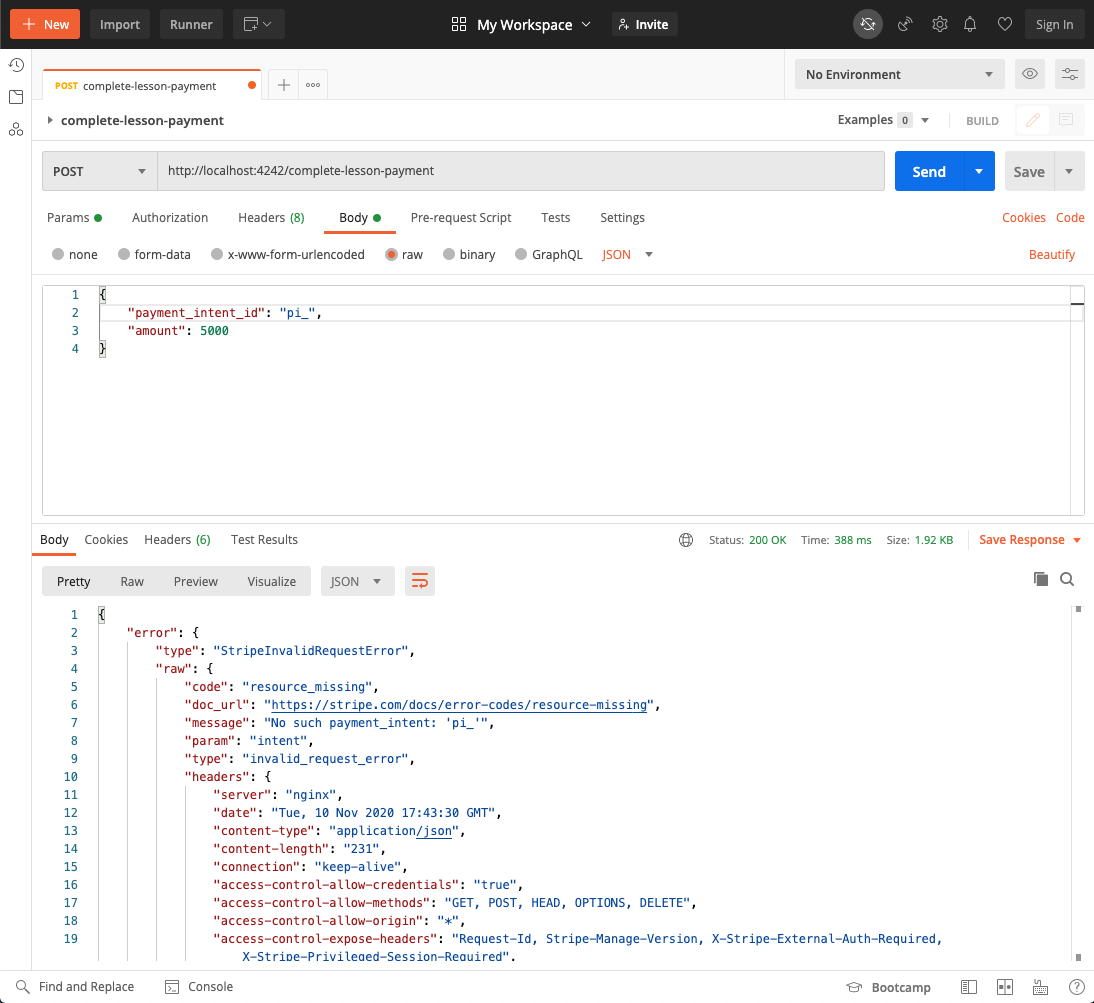 New Import Runner My Workspace Invite Sign In
POST complete-lesson-payment No Environment
complete-lesson-payment Examples 0 BUILD
POST http://localhost:4242/complete-lesson-payment Send Save
Params Authorization Headers (8) Body Pre-request Script Tests Settings Cookies Code
none form-data x-www-form-urlencoded raw binary GraphQL JSON Beautify
1 {
2 "payment_intent_id": "pi_",
3 "amount": 5000
4 }
Body Cookies Headers (6) Test Results Status: 200 OK Time: 388 ms Size: 1.92 KB Save Response
Pretty Raw Preview Visualize JSON
1 {
2 "error": {
3 "type": "StripeInvalidRequestError",
4 "raw": {
5 "code": "resource_missing",
6 "doc_url": "https://stripe.com/docs/error-codes/resource-missing",
7 "message": "No such payment_intent: 'pi_'",
8 "param": "intent",
9 "type": "invalid_request_error",
10 "headers": {
11 "server": "nginx",
12 "date": "Tue, 10 Nov 2020 17:43:30 GMT",
13 "content-type": "application/json",
14 "content-length": "231",
15 "connection": "keep-alive",
16 "access-control-allow-credentials": "true",
17 "access-control-allow-methods": "GET, POST, HEAD, OPTIONS, DELETE",
18 "access-control-allow-origin": "*",
19 "access-control-expose-headers": "Request-Id, Stripe-Manage-Version, X-Stripe-External-Auth-Required,
X-Stripe-Privileged-Session-Required",
Find and Replace Console Bootcamp